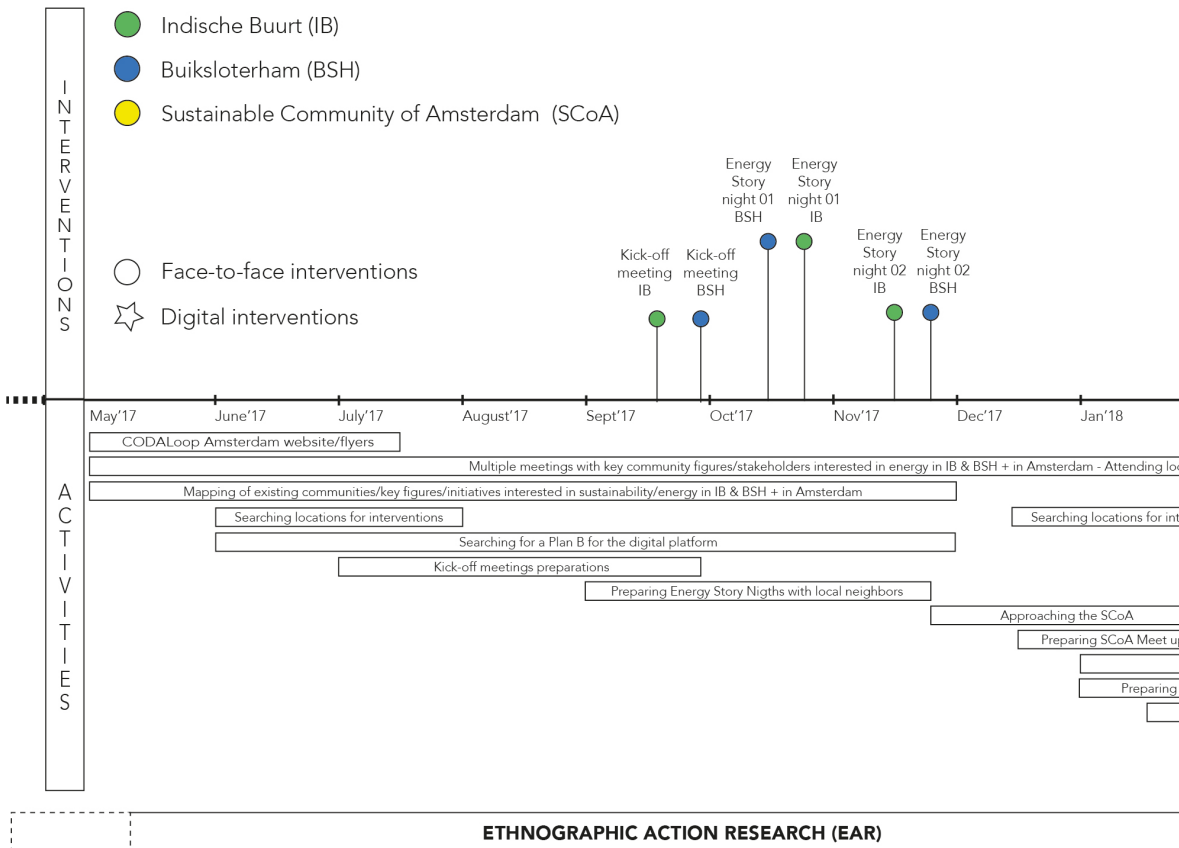 INTERVENTIONS
Indische Buurt (IB)
Buiksloterham (BSH)
Sustainable Community of Amsterdam (SCoA)
Face-to-face interventions
Digital interventions
Kick-off
meeting
IB
Kick-off
meeting
BSH
Energy
Story
night 01
BSH
Energy
Story
night 01
IB
Energy
Story
night 02
IB
Energy
Story
night 02
BSH
May'17
June'17
July'17
August'17
Sept'17
Oct'17
Nov'17
Dec'17
Jan'18
ACTIVITIES
CODALoop Amsterdam website/flyers
Multiple meetings with key community figures/stakeholders interested in energy in IB & BSH + in Amsterdam - Attending loc
Mapping of existing communities/key figures/initiatives interested in sustainability/energy in IB & BSH + in Amsterdam
Searching locations for interventions
Searching locations for int
Searching for a Plan B for the digital platform
Kick-off meetings preparations
Preparing Energy Story Nigths with local neighbors
Approaching the SCoA
Preparing SCoA Meet up
Preparing
ETHNOGRAPHIC ACTION RESEARCH (EAR)